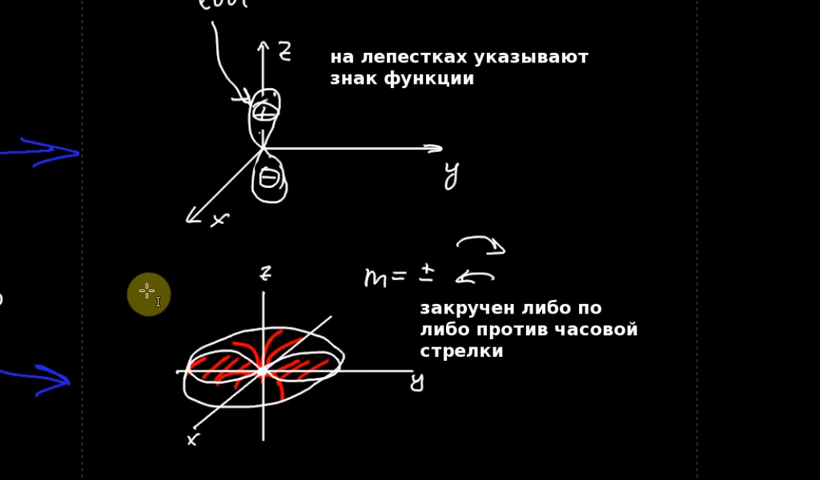 z
на лепестках указывают
знак функции
+
−
y
x
z
m = ±
закручен либо по
либо против часовой
стрелки
y
x